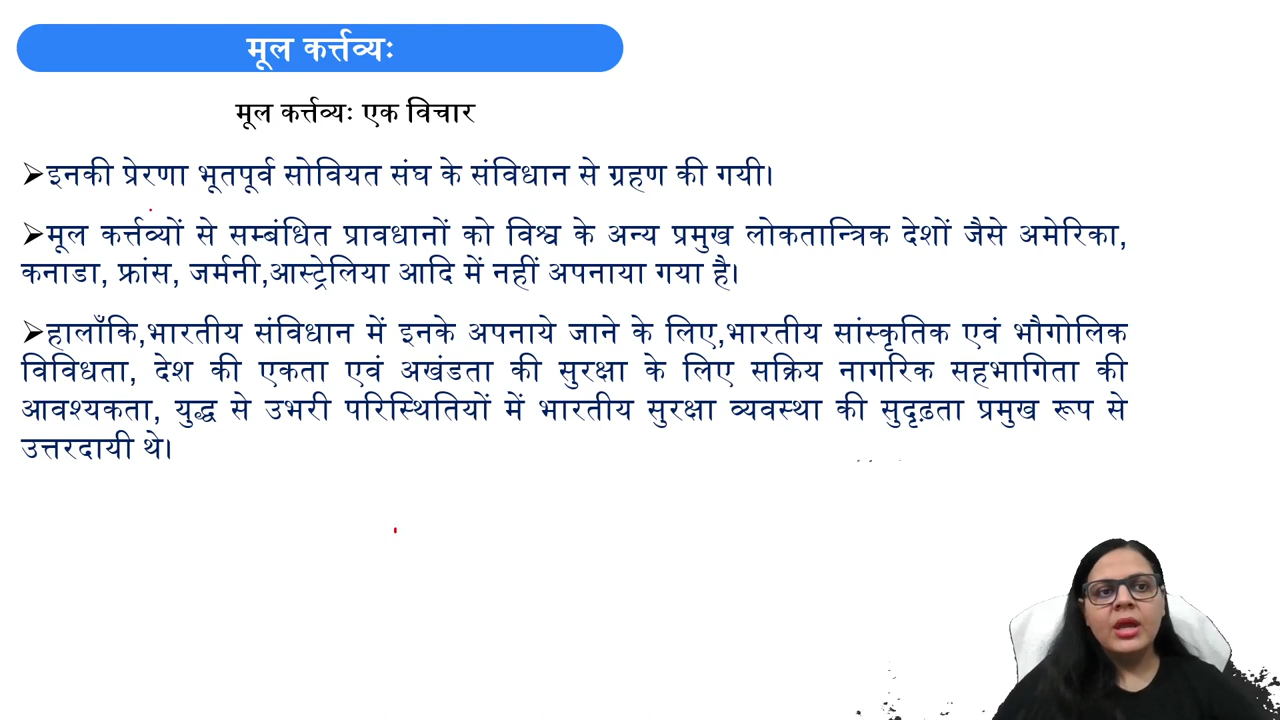 मूल कर्त्तव्यः
मूल कर्त्तव्यः एक विचार
➢इनकी प्रेरणा भूतपूर्व सोवियत संघ के संविधान से ग्रहण की गयी।
➢मूल कर्त्तव्यों से सम्बंधित प्रावधानों को विश्व के अन्य प्रमुख लोकतान्त्रिक देशों जैसे अमेरिका,
कनाडा, फ्रांस, जर्मनी,आस्ट्रेलिया आदि में नहीं अपनाया गया है।
➢हालाँकि,भारतीय संविधान में इनके अपनाये जाने के लिए,भारतीय सांस्कृतिक एवं भौगोलिक
विविधता, देश की एकता एवं अखंडता की सुरक्षा के लिए सक्रिय नागरिक सहभागिता की
आवश्यकता, युद्ध से उभरी परिस्थितियों में भारतीय सुरक्षा व्यवस्था की सुदृढ़ता प्रमुख रूप से
उत्तरदायी थे।